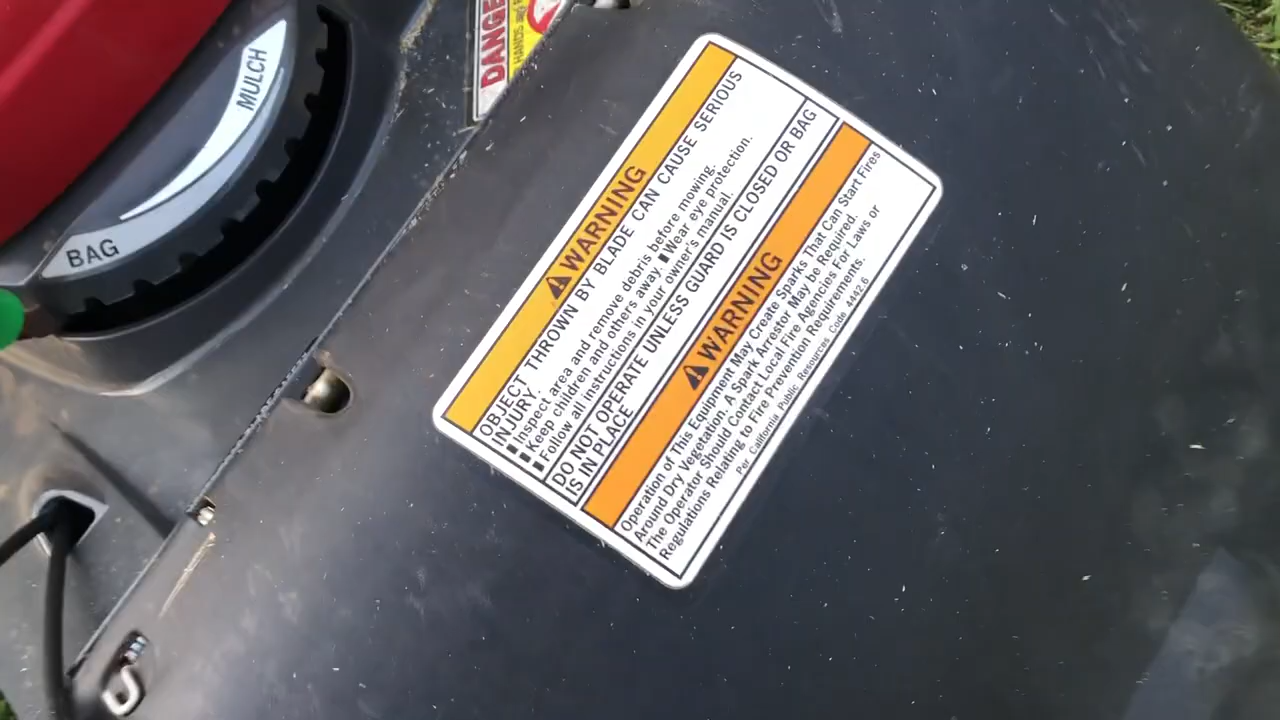 MULCH
BAG
DANGE
HANDS
WARNING
OBJECT THROWN BY BLADE CAN CAUSE SERIOUS
INJURY.
■ Inspect area and remove debris before mowing.
■ Keep children and others away. ■ Wear eye protection.
■ Follow all instructions in your owner's manual.
DO NOT OPERATE UNLESS GUARD IS CLOSED OR BAG
IS IN PLACE
WARNING
Operation of This Equipment May Create Sparks That Can Start Fires
Around Dry Vegetation. A Spark Arrestor May be Required.
The Operator Should Contact Local Fire Agencies For Laws or
Regulations Relating to Fire Prevention Requirements.
Per California Public Resources Code 4442.6